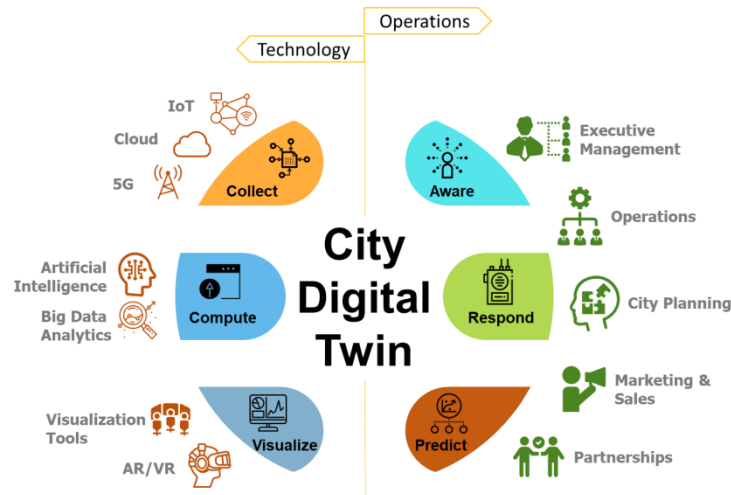 Operations
Technology
IoT
Cloud
5G
Collect
Artificial
Intelligence
Big Data
Analytics
Compute
Visualization
Tools
AR/VR
Visualize
City
Digital
Twin
Aware
Executive
Management
Operations
Respond
City Planning
Predict
Marketing &
Sales
Partnerships